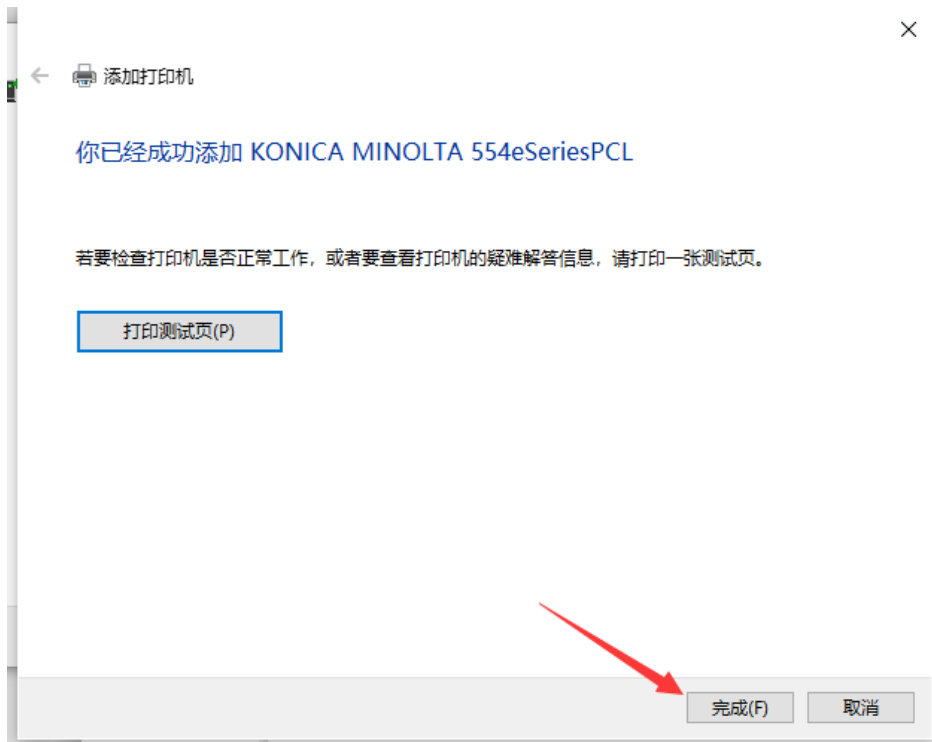 添加打印机
你已经成功添加 KONICA MINOLTA 554eSeriesPCL
若要检查打印机是否正常工作，或者要查看打印机的疑难解答信息，请打印一张测试页。
打印测试页(P)
完成(F)
取消